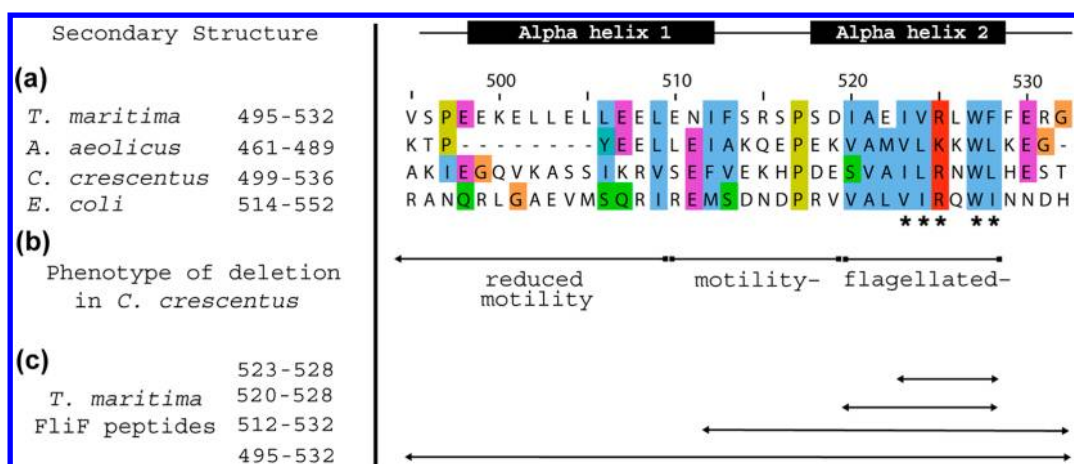 Secondary Structure
Alpha helix 1
Alpha helix 2
(a)
500 510 520 530
T. maritima 495-532 VSPEEKELLELLEELENIFSRSPSDIAEIVRLWFFERG
A. aeolicus 461-489 KTP--------YEELLEIAKQEPEKVAMVLKKWLKEG-
C. crescentus 499-536 AKIEGQVKASSIKRVSEFVEKHPDESVAILRNWLHEST
E. coli 514-552 RANQRLGAEVMSQRIREMSDNDPRVVALVIRQWINNDH
*** **
(b)
Phenotype of deletion
in C. crescentus
reduced
motility
motility-
flagellated-
(c)
523-528
T. maritima 520-528
FliF peptides 512-532
495-532